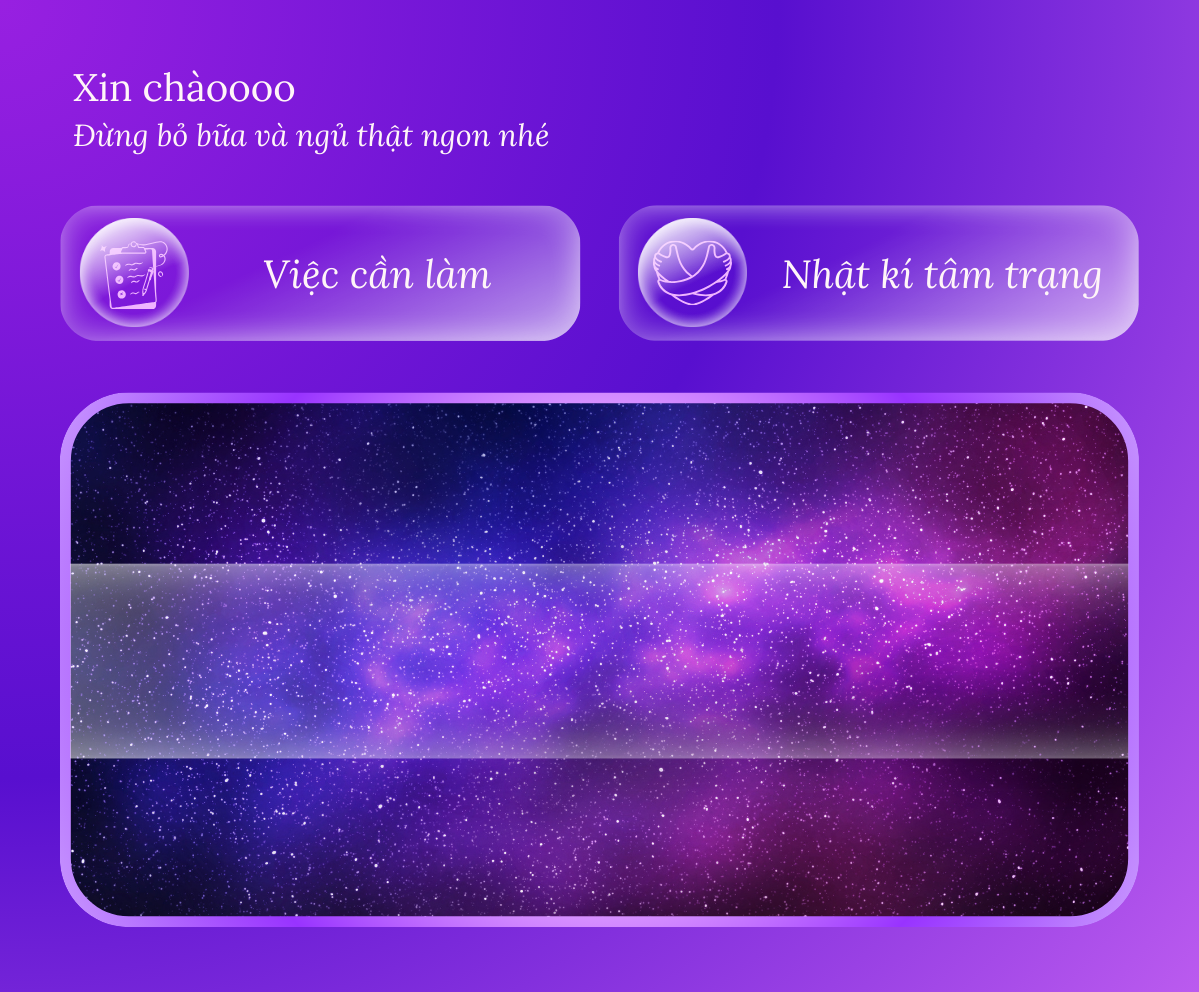 Xin chàoooo
Đừng bỏ bữa và ngủ thật ngon nhé
Việc cần làm
Nhật kí tâm trạng